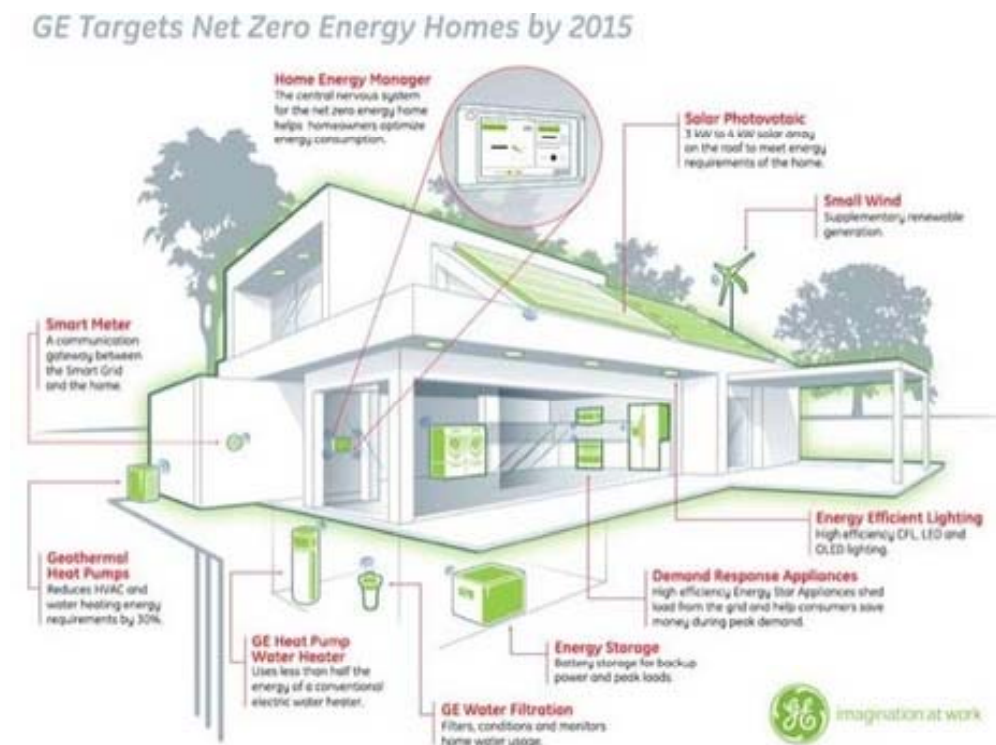 GE Targets Net Zero Energy Homes by 2015
Home Energy Manager
The central nervous system
for the net zero energy home
helps homeowners optimize
energy consumption.
Solar Photovotaic
3 kW to 4 kW solar array
on the roof to meet energy
requirements of the home.
Small Wind
Supplementary renewable
generation.
Smart Meter
A communication
gateway between
the Smart Grid
and the home.
Energy Efficient Lighting
High efficiency CFL, LED and
OLED lighting.
Geothermal
Heat Pumps
Reduces HVAC and
water heating energy
requirements by 30%.
Demand Response Appliances
High efficiency Energy Star Appliances shed
load from the grid and help consumers save
money during peak demand.
GE Heat Pump
Water Heater
Uses less than half the
energy of a conventional
electric water heater.
Energy Storage
Battery storage for backup
power and peak loads.
GE Water Filtration
Filters, conditions and monitors
home water usage.
GE
imagination at work